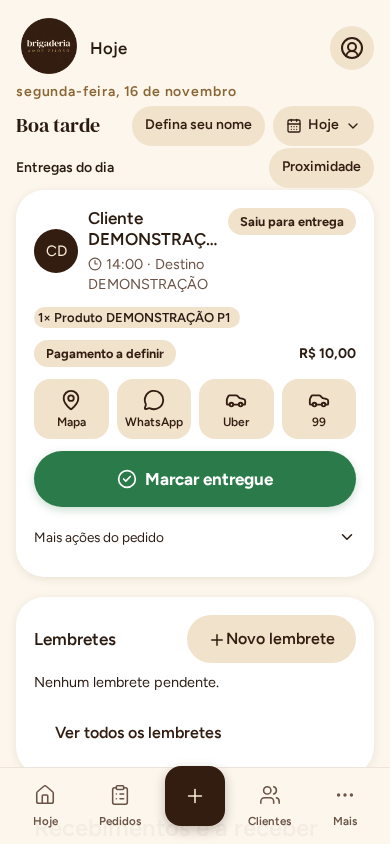 brigaderia
Hoje
segunda-feira, 16 de novembro
Boa tarde
Defina seu nome
Hoje
Entregas do dia
Proximidade
CD
Cliente
DEMONSTRAÇ...
Saiu para entrega
14:00 · Destino
DEMONSTRAÇÃO
1× Produto DEMONSTRAÇÃO P1
Pagamento a definir
R$ 10,00
Mapa
WhatsApp
Uber
99
Marcar entregue
Mais ações do pedido
Lembretes
+ Novo lembrete
Nenhum lembrete pendente.
Ver todos os lembretes
Recebimentos e a receber
Hoje
Pedidos
+
Clientes
Mais